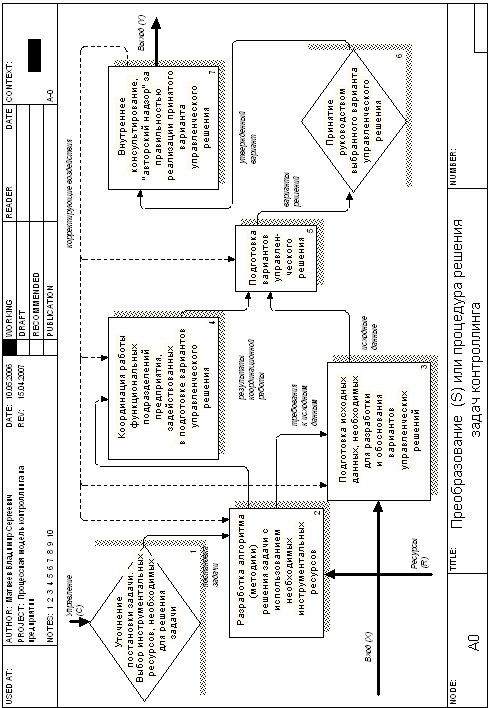 USED AT:
AUTHOR: Матвеев Владимир Сергеевич
PROJECT: Процессная модель контроллинга на
предприятии
NOTES: 1 2 3 4 5 6 7 8 9 10
DATE: 10.05.2006
REV: 15.04.2007
WORKING
DRAFT
RECOMMENDED
PUBLICATION
READER
DATE
CONTEXT:
A-0
Управление
(C)
Уточнение
постановки задачи.
Выбор инструментальных
ресурсов, необходимых
для решения
задачи
1
задачи
Разработка алгоритма
(методики)
решения задачи с
использованием
необходимых
инструментальных
ресурсов
2
требования
к исходным
данным
Подготовка исходных
данных, необходимых
для разработки
и обоснования
вариантов
управленческих
решений
3
исходные
данные
Координация работы
функциональных
подразделений
предприятия,
задействованных
в подготовке вариантов
управленческого
решения
4
результаты
координационной
работы
Подготовка
вариантов
управлен-
ческого
решения
5
варианты
решений
Принятие
руководством
выбранного варианта
управленческого
решения
6
утвержденный
вариант
Внутреннее
консультирование,
"авторский надзор" за
правильностью
реализации принятого
варианта
управленческого
решения
7
корректирующие воздействия
Выход (Y)
Вход (X)
Ресурсы
(R)
NODE:
A0
TITLE:
Преобразование (S) или процедура решения
задач контроллинга
NUMBER: